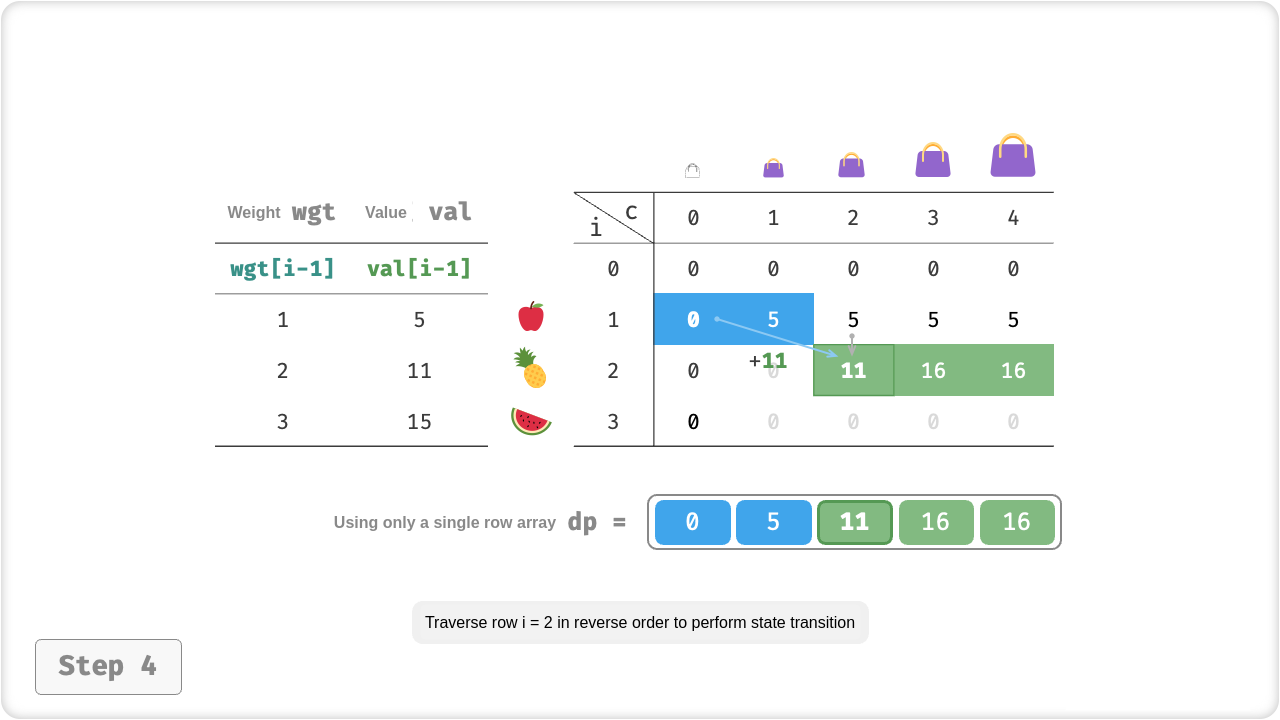 Weight wgt Value val
c
i
0 1 2 3 4
wgt[i-1] val[i-1]
0 0 0 0 0 0
1 5 1 0 5 5 5 5
+11
2 11 2 0 0 11 16 16
3 15 3 0 0 0 0 0
Using only a single row array dp = 0 5 11 16 16
Traverse row i = 2 in reverse order to perform state transition
Step 4